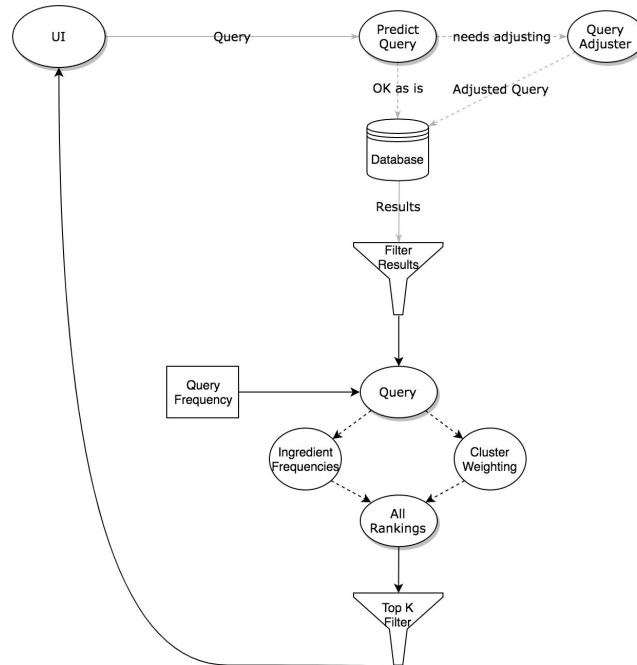 UI
Query
Predict
Query
needs adjusting
Query
Adjuster
OK as is
Adjusted Query
Database
Results
Filter
Results
Query
Frequency
Query
Ingredient
Frequencies
Cluster
Weighting
All
Rankings
Top K
Filter